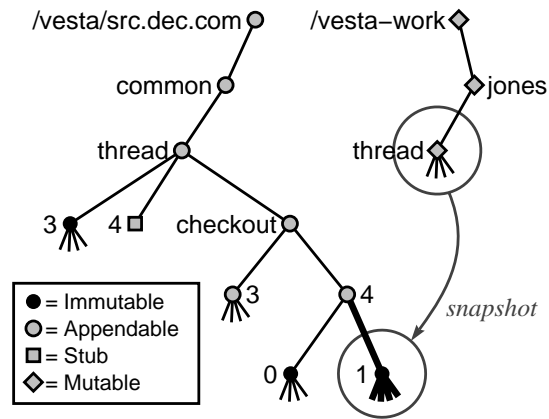 /vesta/src.dec.com
/vesta–work
common
jones
thread
thread
3
4
checkout
3
4
snapshot
0
1
= Immutable
= Appendable
= Stub
= Mutable